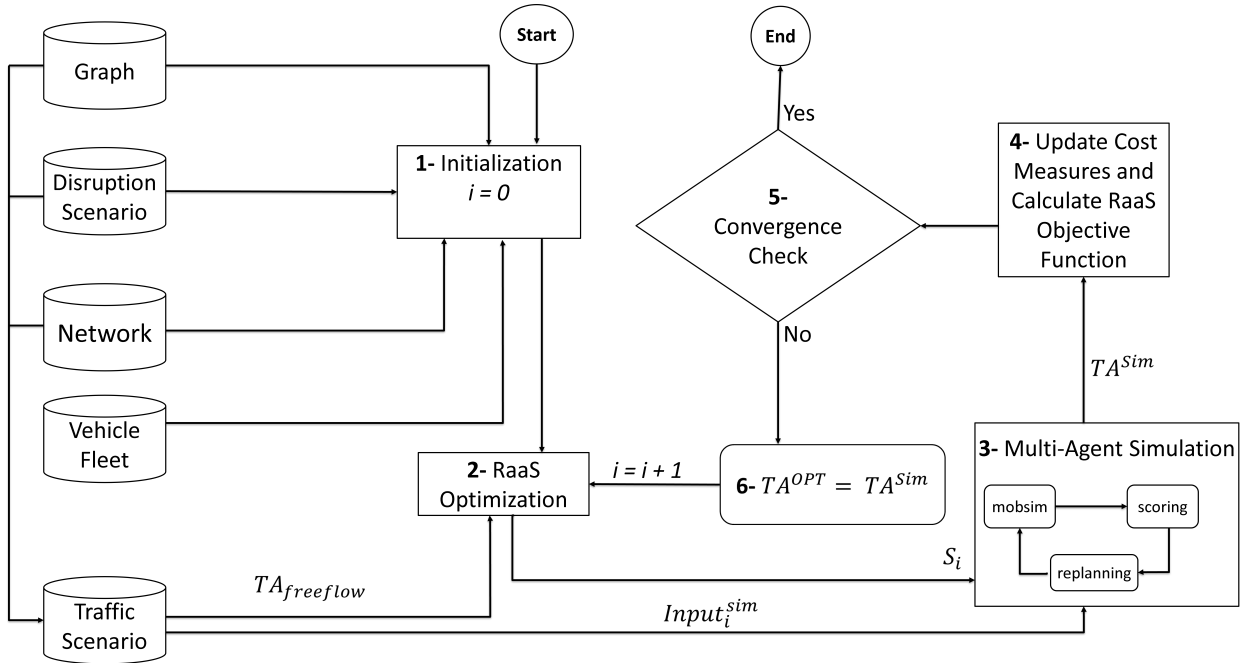 Start
End
Graph
Yes
1- Initialization
i = 0
4- Update Cost
Measures and
Calculate RaaS
Objective
Function
Disruption
Scenario
5-
Convergence
Check
Network
No
TA^{Sim}
Vehicle
Fleet
2- RaaS
Optimization
i = i + 1
6- TA^{OPT} = TA^{Sim}
3- Multi-Agent Simulation
mobsim
scoring
replanning
S_i
TA_{freeflow}
Input_i^{sim}
Traffic
Scenario